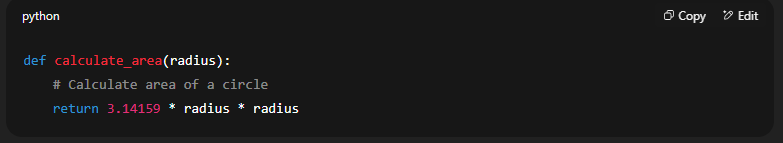 python Copy Edit
def calculate_area(radius):
    # Calculate area of a circle
    return 3.14159 * radius * radius